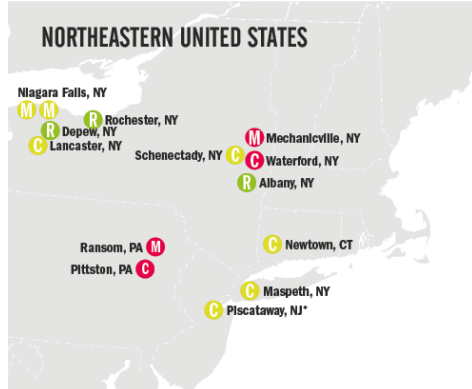 NORTHEASTERN UNITED STATES
Niagara Falls, NY
M M
R Rochester, NY
R Depew, NY
C Lancaster, NY
M Mechanicville, NY
Schenectady, NY C
C Waterford, NY
R Albany, NY
Ransom, PA M
Pittston, PA C
C Newtown, CT
C Maspeth, NY
C Piscataway, NJ*